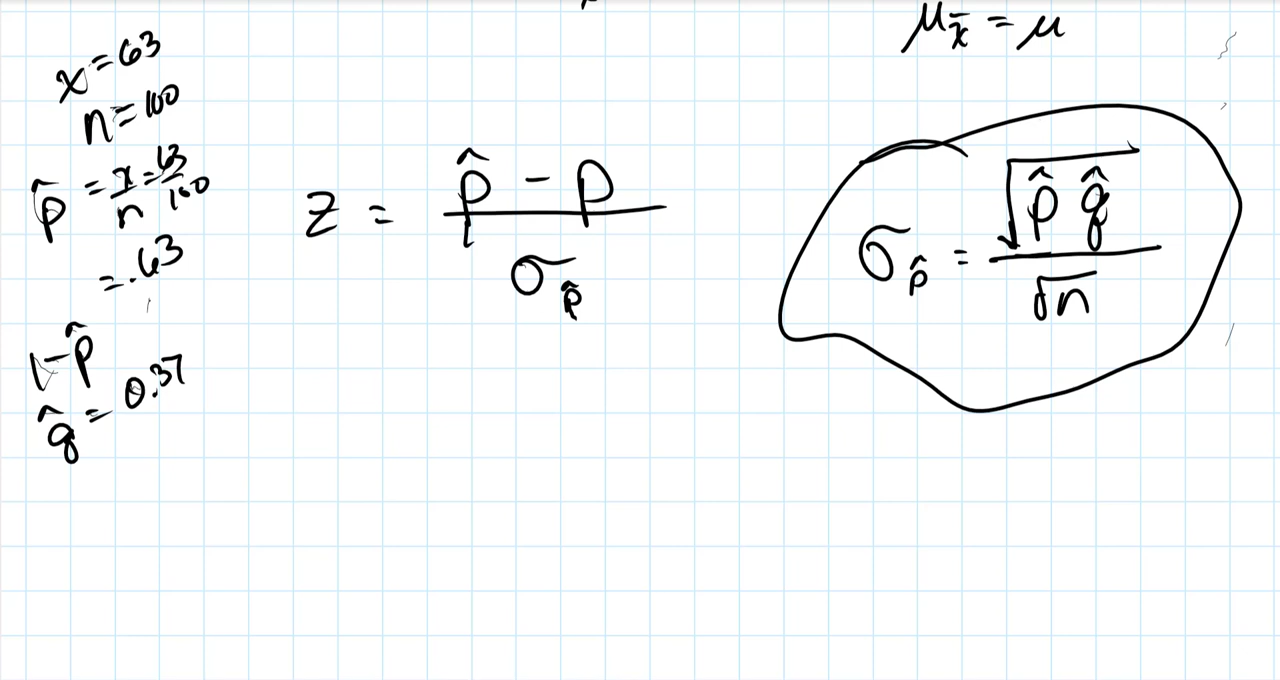 μ_x̄ = μ
x = 63
n = 100
p̂ = x/n = 63/100
= .63
1 - p̂
q̂ = 0.37
z = (p̂ - p)/σ_p̂
σ_p̂ = √(p̂ q̂)/√n